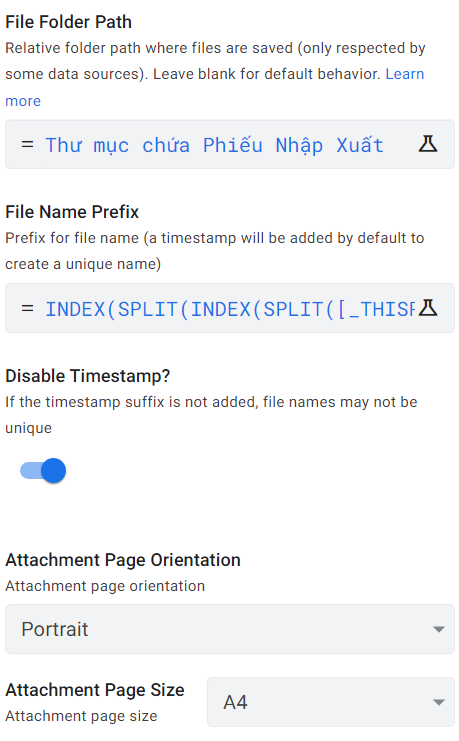 File Folder Path
Relative folder path where files are saved (only respected by
some data sources). Leave blank for default behavior. Learn
more
= Thư mục chứa Phiếu Nhập Xuất
File Name Prefix
Prefix for file name (a timestamp will be added by default to
create a unique name)
= INDEX(SPLIT(INDEX(SPLIT([_THISR
Disable Timestamp?
If the timestamp suffix is not added, file names may not be
unique
Attachment Page Orientation
Attachment page orientation
Portrait
Attachment Page Size
A4
Attachment page size